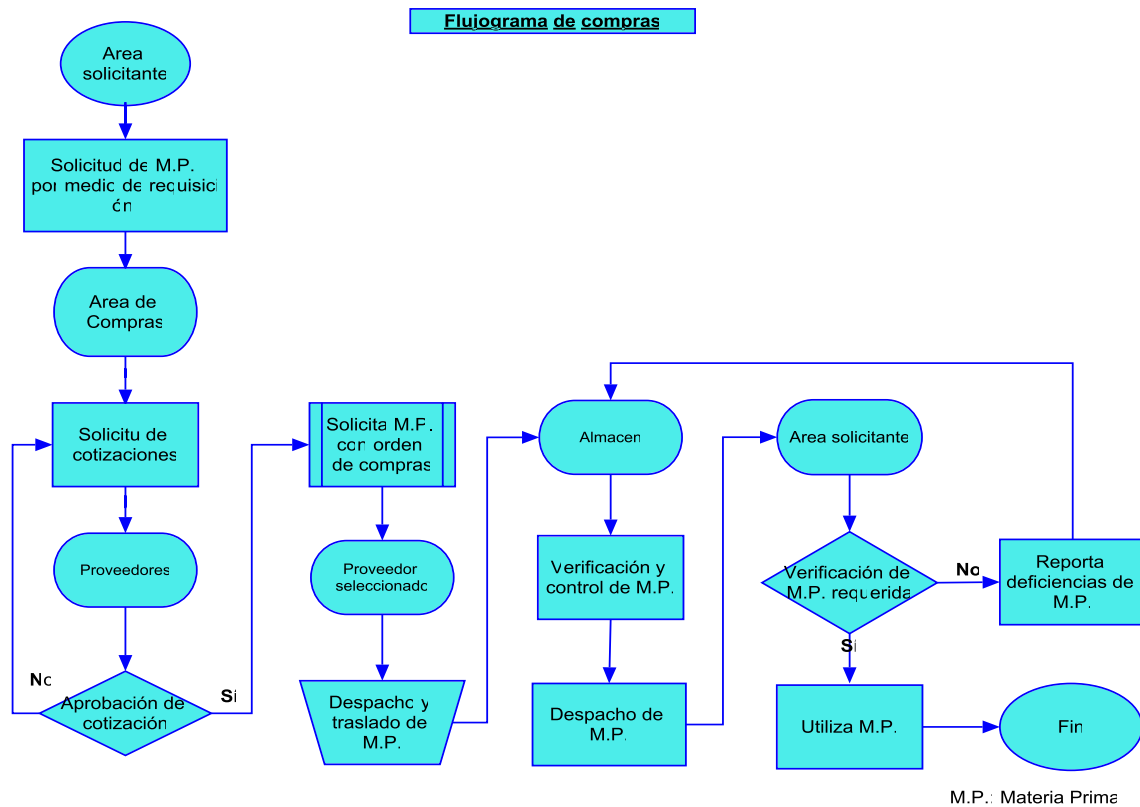 Flujograma de compras
Area
solicitante
Solicitud de M.P.
por medio de requisici
ón
Area de
Compras
Solicitu de
cotizaciones
Proveedores
Aprobación de
cotización
No
Si
Solicita M.P.
con orden
de compras
Proveedor
seleccionado
Despacho y
traslado de
M.P.
Almacen
Verificación y
control de M.P.
Despacho de
M.P.
Area solicitante
Verificación de
M.P. requerida
No
Si
Reporta
deficiencias de
M.P.
Utiliza M.P.
Fin
M.P.: Materia Prima